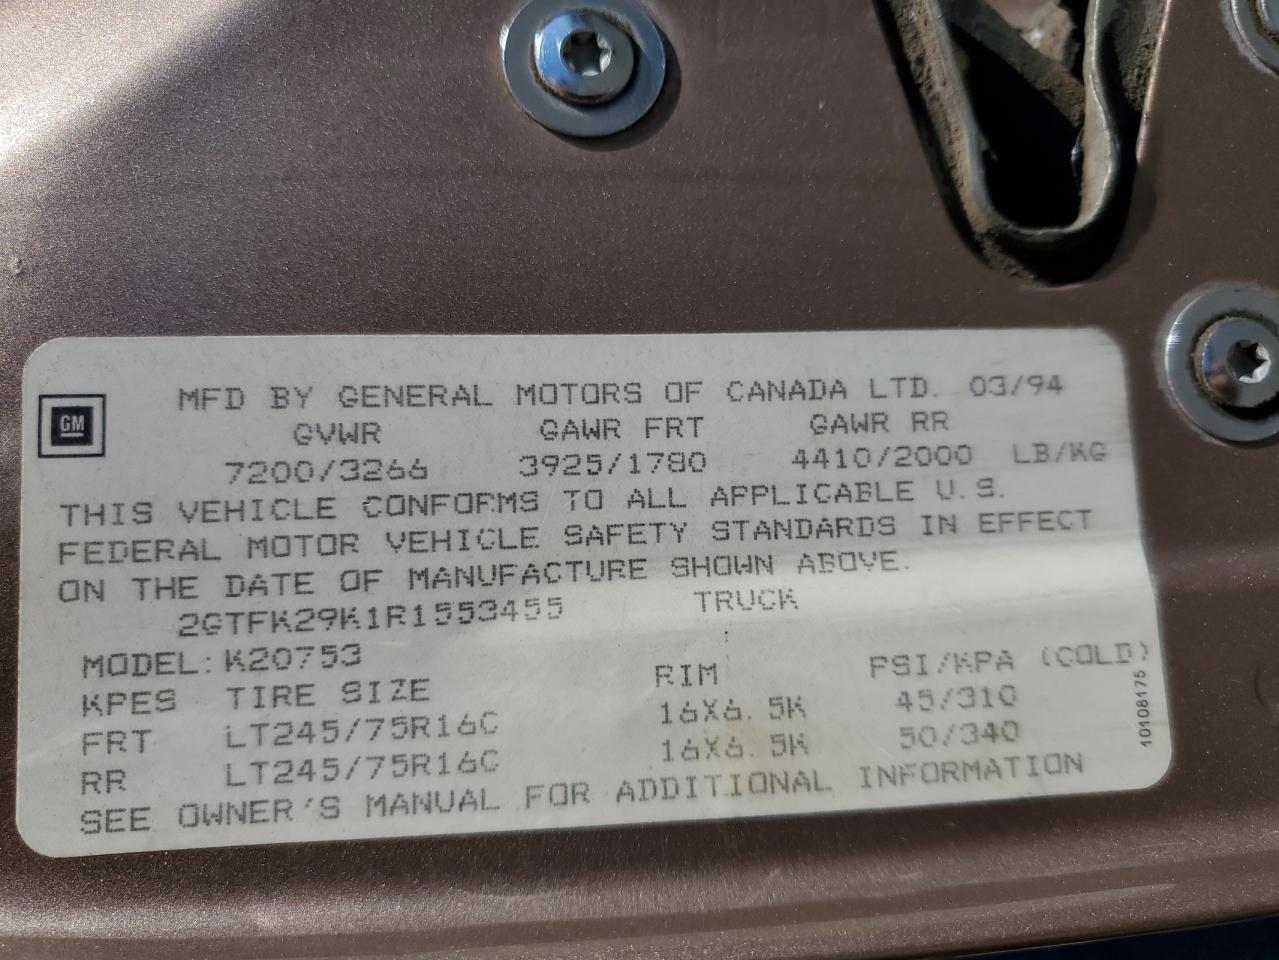 MFD BY GENERAL MOTORS OF CANADA LTD. 03/94
GM
GVWR GAWR FRT GAWR RR
7200/3266 3925/1780 4410/2000 LB/KG
THIS VEHICLE CONFORMS TO ALL APPLICABLE U.S.
FEDERAL MOTOR VEHICLE SAFETY STANDARDS IN EFFECT
ON THE DATE OF MANUFACTURE SHOWN ABOVE.
2GTFK29K1R1553455 TRUCK
MODEL: K20753
KPES TIRE SIZE RIM PSI/KPA (COLD)
FRT LT245/75R16C 16X6.5K 45/310
RR LT245/75R16C 16X6.5K 50/340
SEE OWNER'S MANUAL FOR ADDITIONAL INFORMATION
10108175